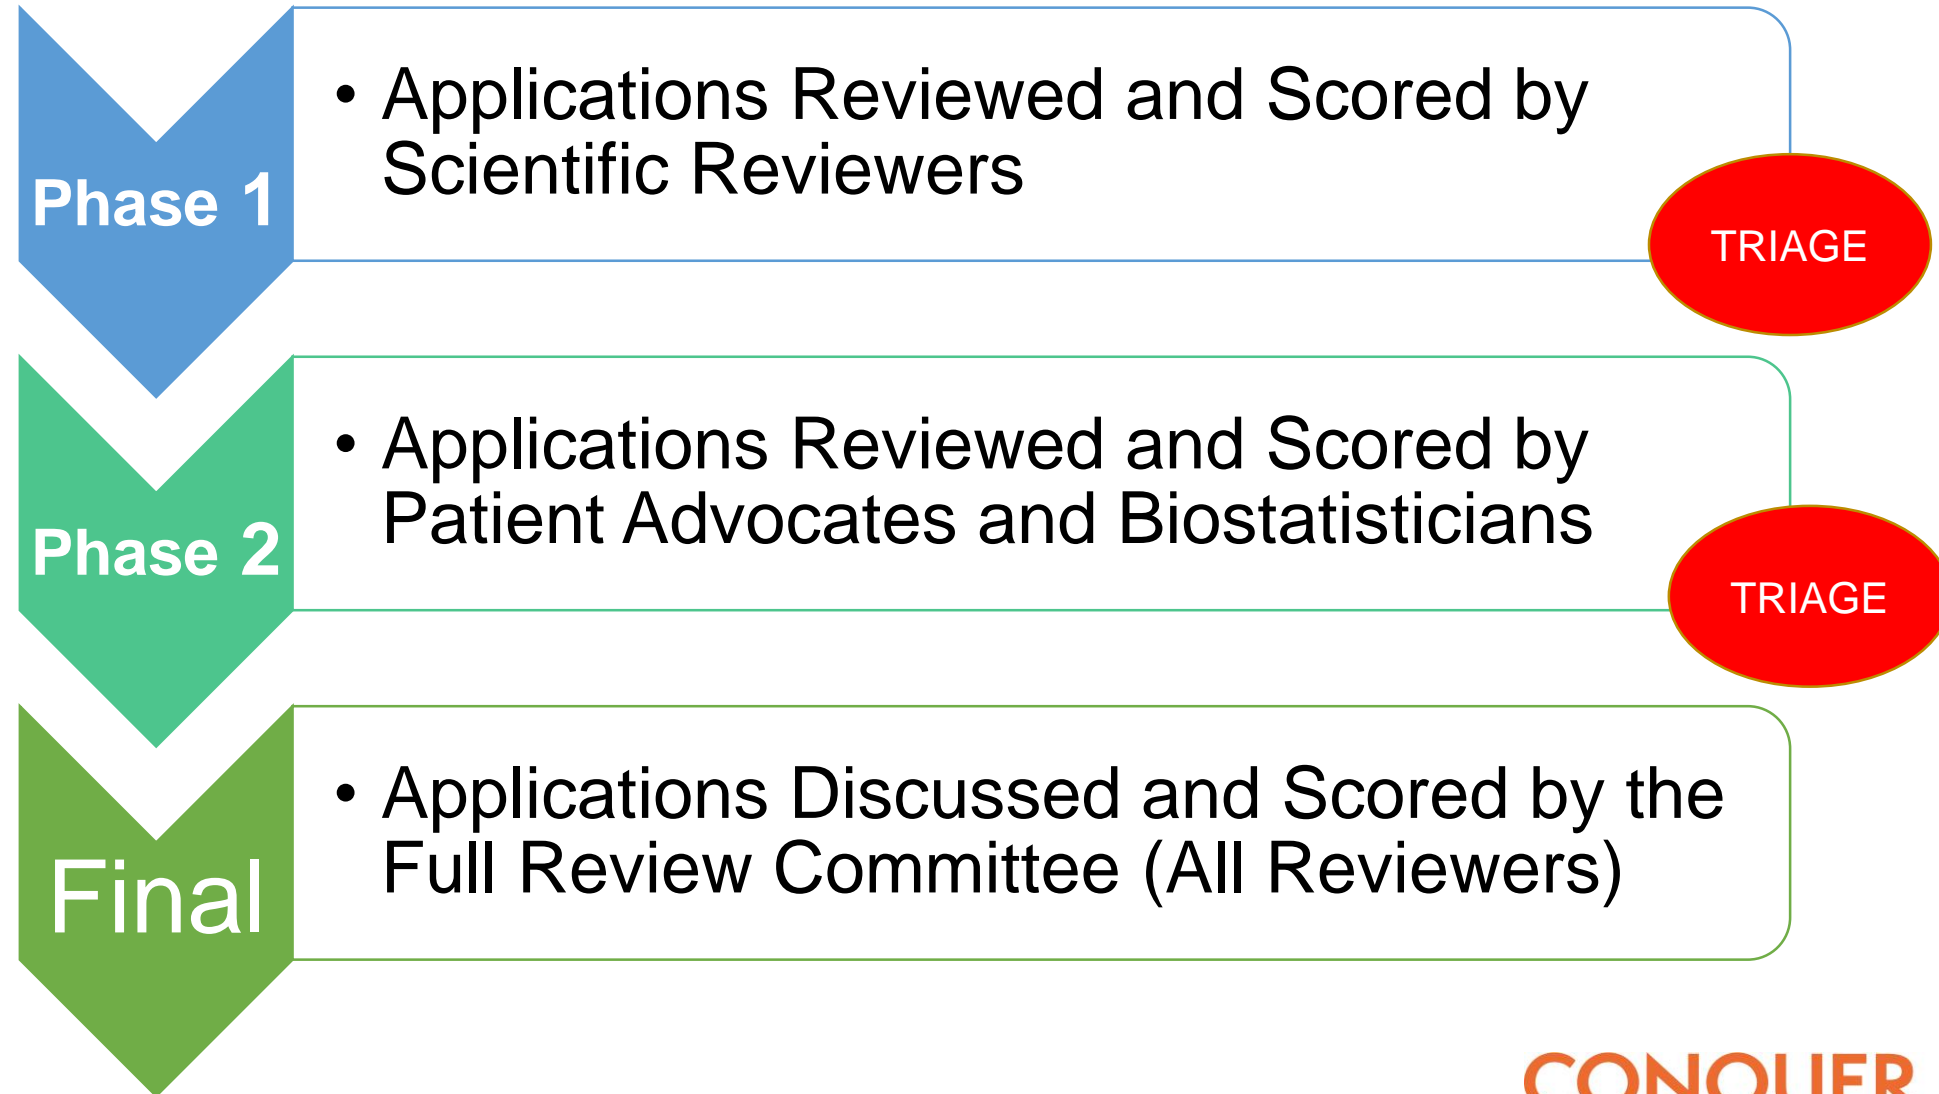 • Applications Reviewed and Scored by
Scientific Reviewers
Phase 1
TRIAGE
• Applications Reviewed and Scored by
Patient Advocates and Biostatisticians
Phase 2
TRIAGE
• Applications Discussed and Scored by the
Full Review Committee (All Reviewers)
Final
CONQUER